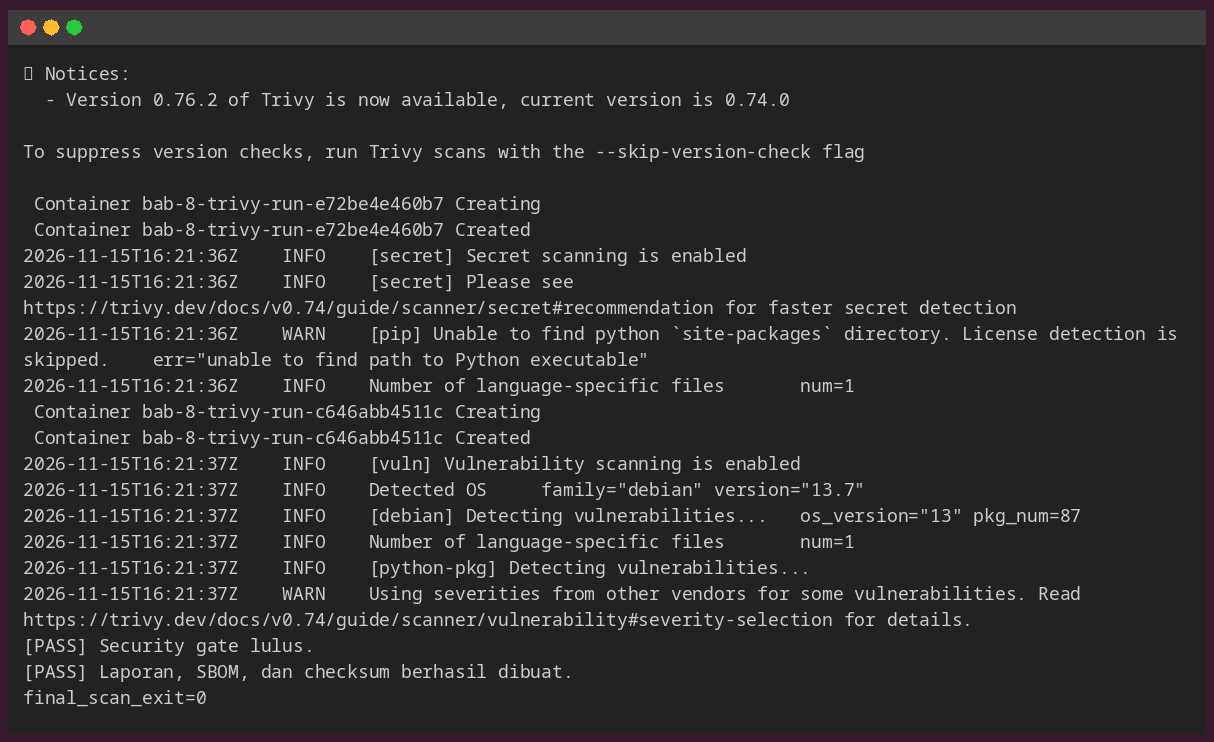 Notices:
- Version 0.76.2 of Trivy is now available, current version is 0.74.0
To suppress version checks, run Trivy scans with the --skip-version-check flag
Container bab-8-trivy-run-e72be4e460b7 Creating
Container bab-8-trivy-run-e72be4e460b7 Created
2026-11-15T16:21:36Z    INFO    [secret] Secret scanning is enabled
2026-11-15T16:21:36Z    INFO    [secret] Please see
https://trivy.dev/docs/v0.74/guide/scanner/secret#recommendation for faster secret detection
2026-11-15T16:21:36Z    WARN    [pip] Unable to find python `site-packages` directory. License detection is
skipped.    err="unable to find path to Python executable"
2026-11-15T16:21:36Z    INFO    Number of language-specific files       num=1
Container bab-8-trivy-run-c646abb4511c Creating
Container bab-8-trivy-run-c646abb4511c Created
2026-11-15T16:21:37Z    INFO    [vuln] Vulnerability scanning is enabled
2026-11-15T16:21:37Z    INFO    Detected OS     family="debian" version="13.7"
2026-11-15T16:21:37Z    INFO    [debian] Detecting vulnerabilities...   os_version="13" pkg_num=87
2026-11-15T16:21:37Z    INFO    Number of language-specific files       num=1
2026-11-15T16:21:37Z    INFO    [python-pkg] Detecting vulnerabilities...
2026-11-15T16:21:37Z    WARN    Using severities from other vendors for some vulnerabilities. Read
https://trivy.dev/docs/v0.74/guide/scanner/vulnerability#severity-selection for details.
[PASS] Security gate lulus.
[PASS] Laporan, SBOM, dan checksum berhasil dibuat.
final_scan_exit=0